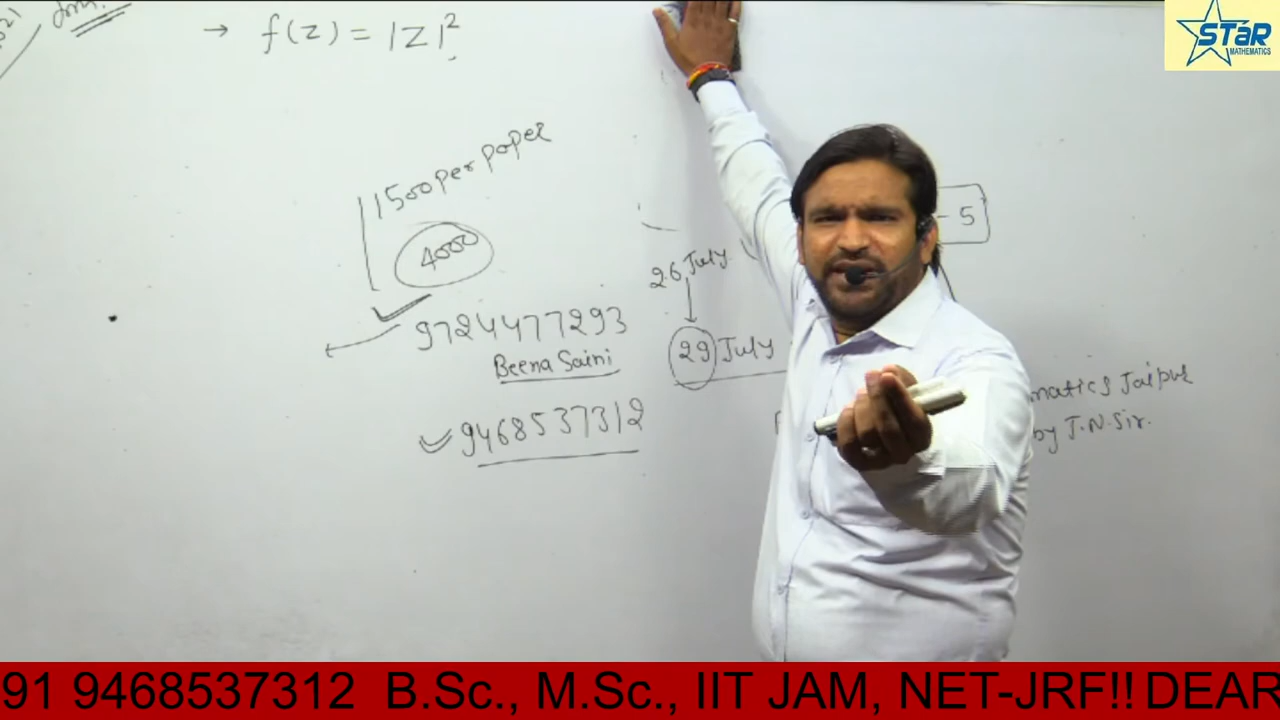 → f(z) = |z|²
1500 per paper
4000
9724477293
Beena Saini
9468537312
26 July
29 July
- 5
matics Jaipur
by J.N. Sir.
STAR
MATHEMATICS
91 9468537312 B.Sc., M.Sc., IIT JAM, NET-JRF!! DEAR